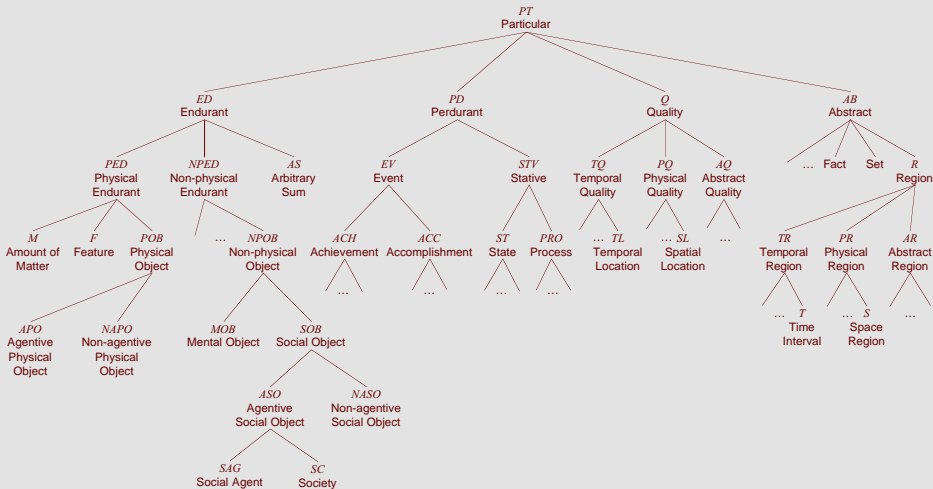 PT
Particular
ED
Endurant
PD
Perdurant
Q
Quality
AB
Abstract
PED
Physical
Endurant
NPED
Non-physical
Endurant
AS
Arbitrary
Sum
EV
Event
STV
Stative
TQ
Temporal
Quality
PQ
Physical
Quality
AQ
Abstract
Quality
...
Fact
Set
R
Region
M
Amount of
Matter
F
Feature
POB
Physical
Object
...
NPOB
Non-physical
Object
ACH
Achievement
ACC
Accomplishment
ST
State
PRO
Process
... TL
Temporal
Location
... SL
Spatial
Location
...
TR
Temporal
Region
PR
Physical
Region
AR
Abstract
Region
...
...
...
...
... T
Time
Interval
... S
Space
Region
...
APO
Agentive
Physical
Object
NAPO
Non-agentive
Physical
Object
MOB
Mental Object
SOB
Social Object
ASO
Agentive
Social Object
NASO
Non-agentive
Social Object
SAG
Social Agent
SC
Society